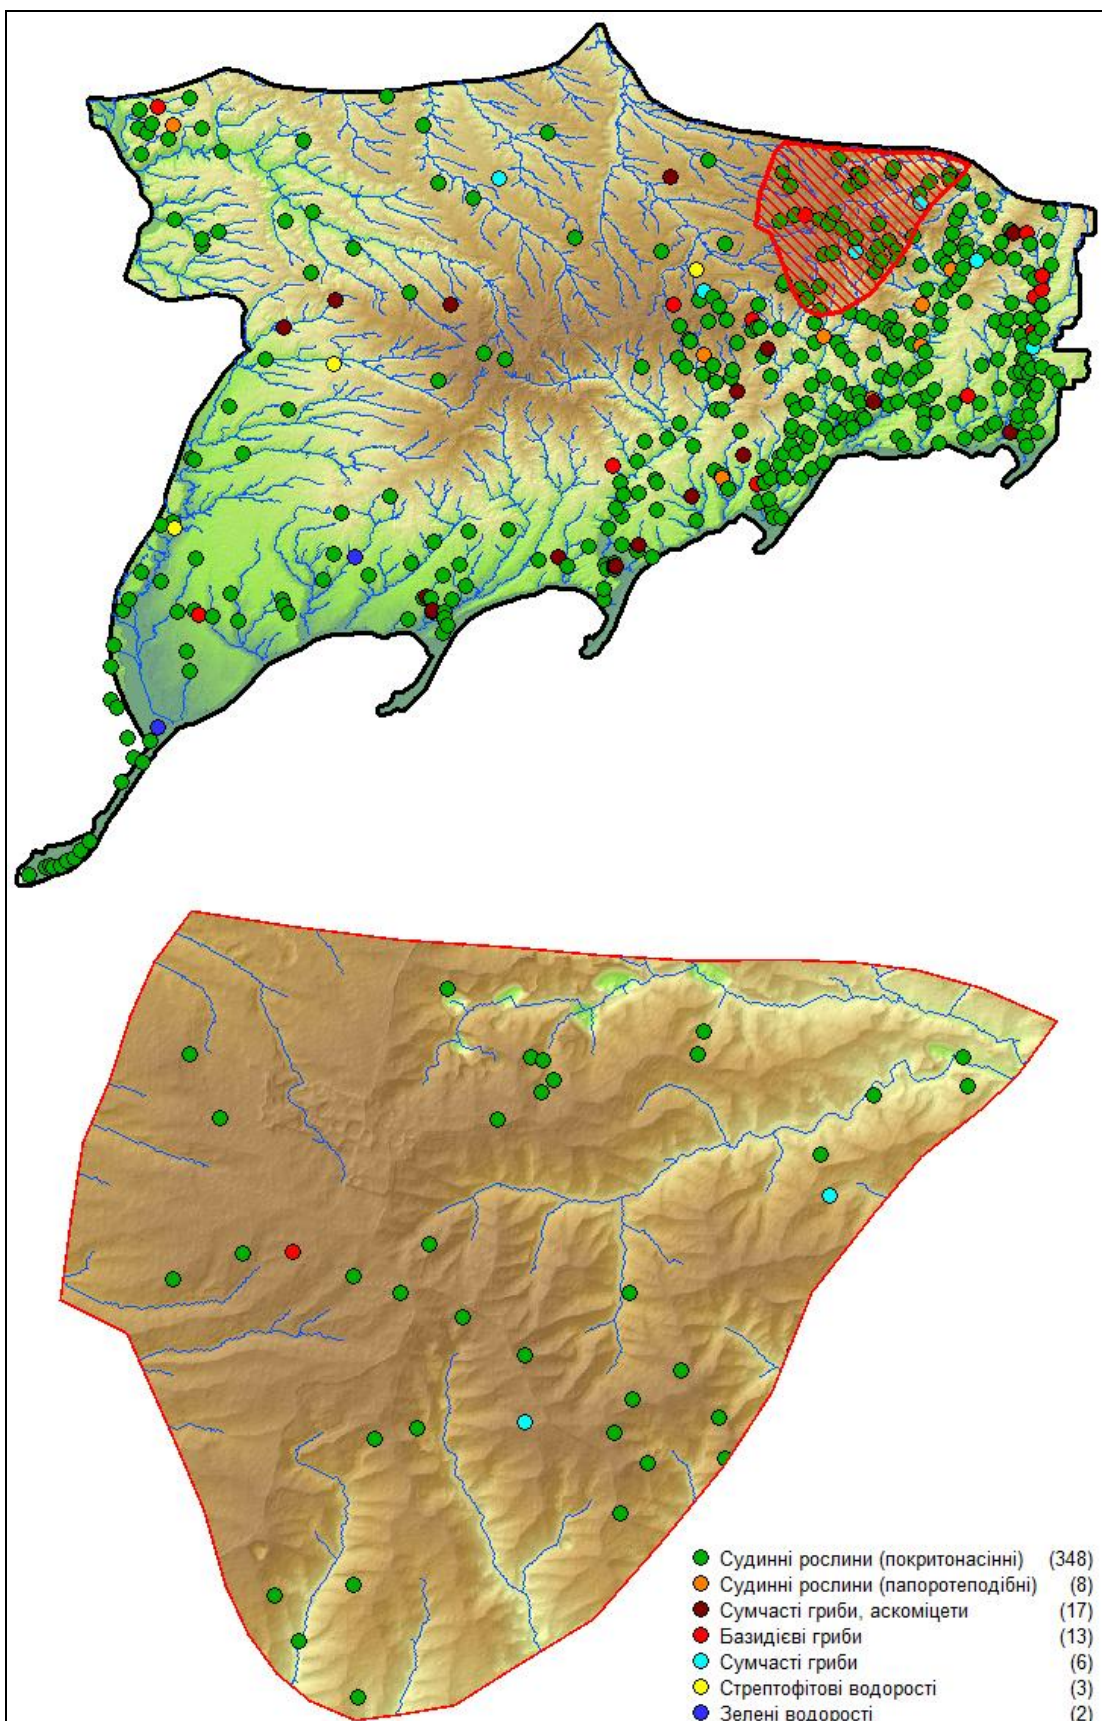 Судинні рослини (покритонасінні) (348)
Судинні рослини (папоротеподібні) (8)
Сумчасті гриби, аскоміцети (17)
Базидієві гриби (13)
Сумчасті гриби (6)
Стрептофітові водорості (3)
Зелені водорості (2)